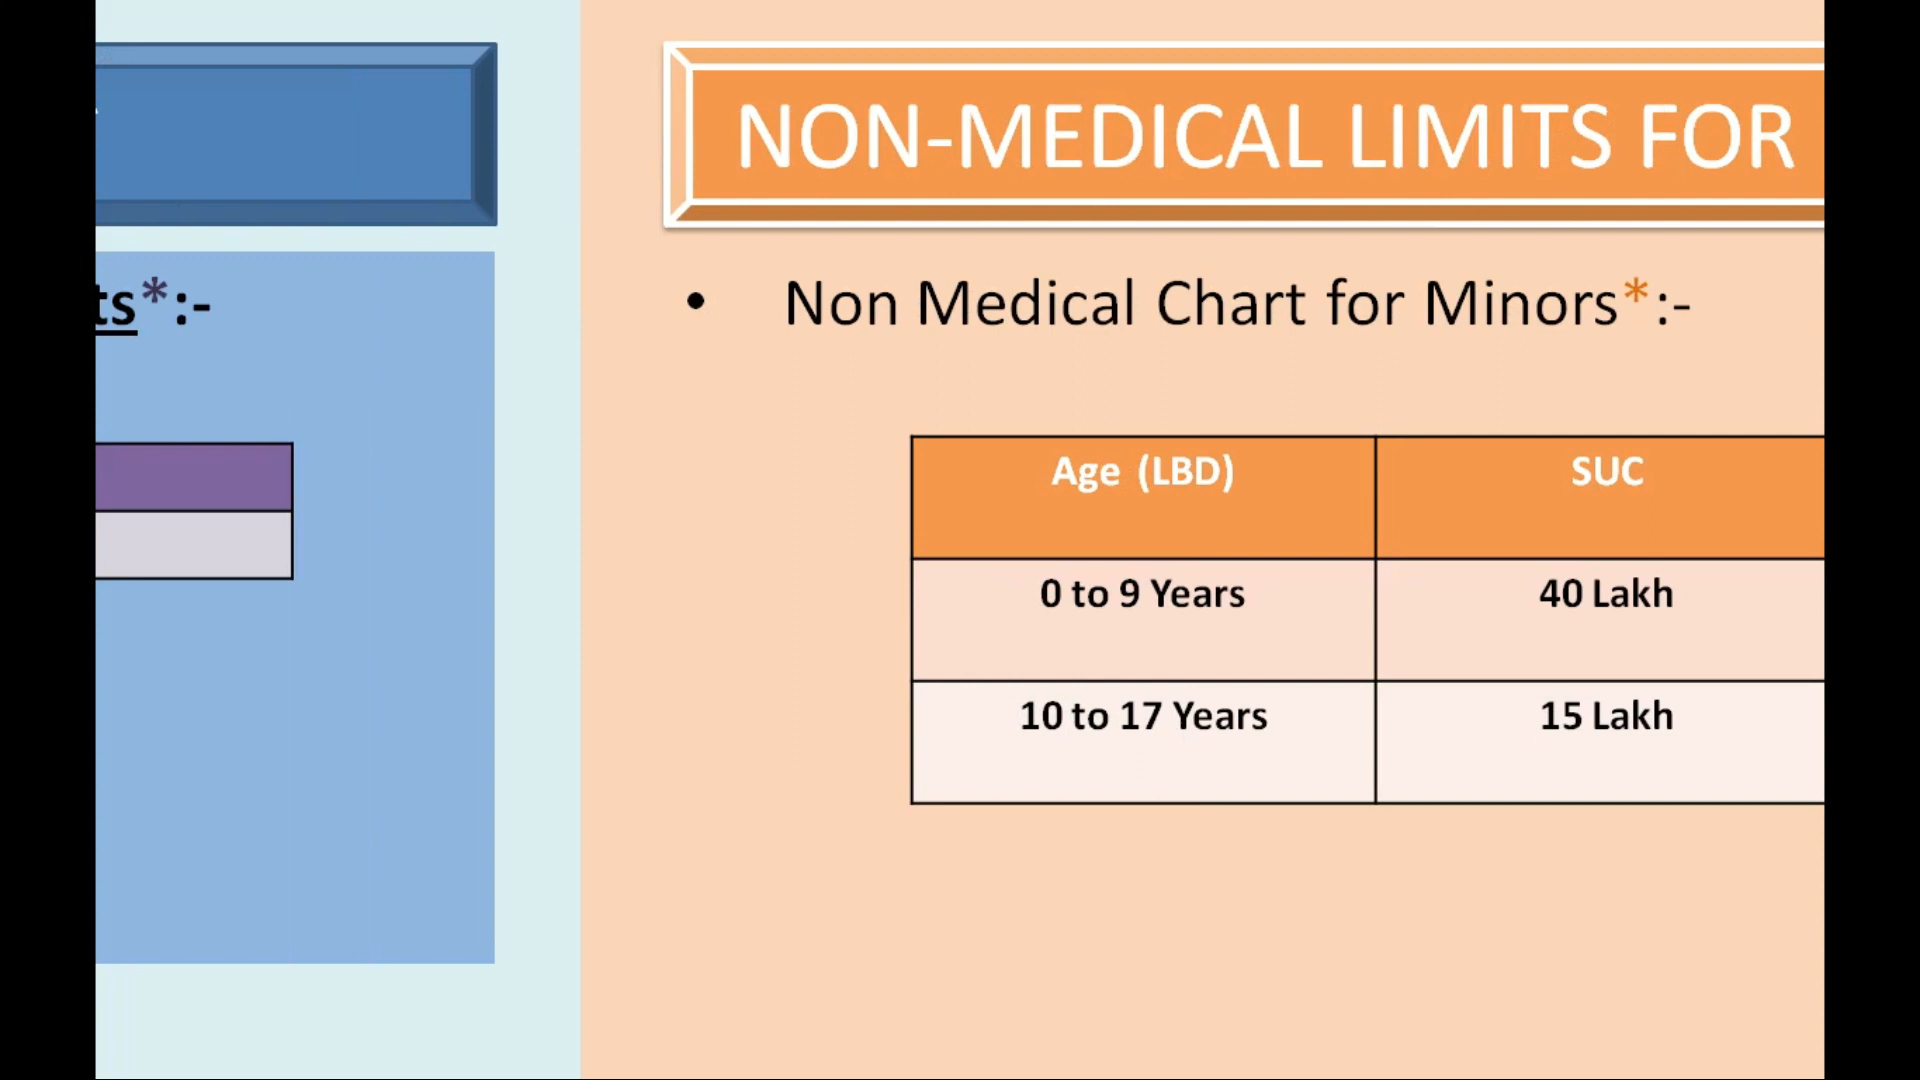 ts*:-
NON-MEDICAL LIMITS FOR
• Non Medical Chart for Minors*:-
Age (LBD) SUC
0 to 9 Years 40 Lakh
10 to 17 Years 15 Lakh